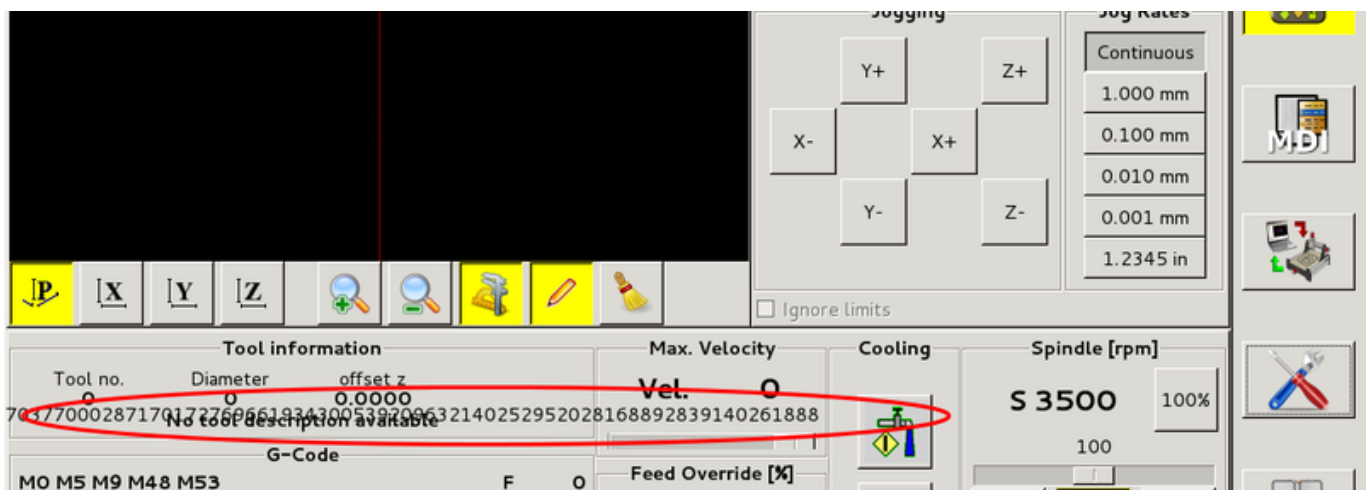 Jogging
Jog Rates
Continuous
Y+
Z+
1.000 mm
X-
X+
0.100 mm
MDI
0.010 mm
Y-
Z-
0.001 mm
1.2345 in
P
X
Y
Z
Ignore limits
Tool information
Max. Velocity
Cooling
Spindle [rpm]
Tool no.
Diameter
offset z
0
0
0.0000
Vel.
0
S 3500
100%
No tool description available
100
G-Code
Feed Override [%]
M0 M5 M9 M48 M53
F
0